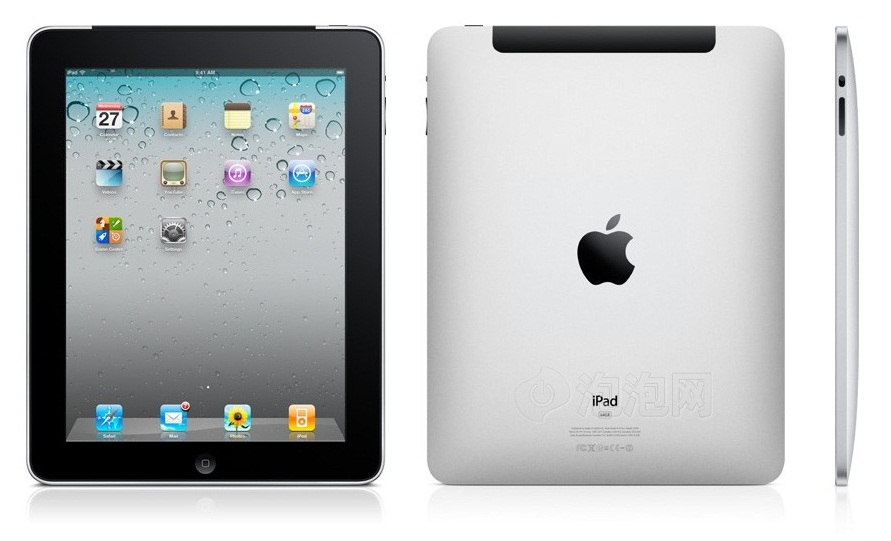 iPad
9:41 AM
27
Calendar
Contacts
Notes
Maps
Videos
YouTube
iTunes
App Store
Game Center
Settings
Safari
Mail
Photos
iPod
泡泡网
iPad
64GB